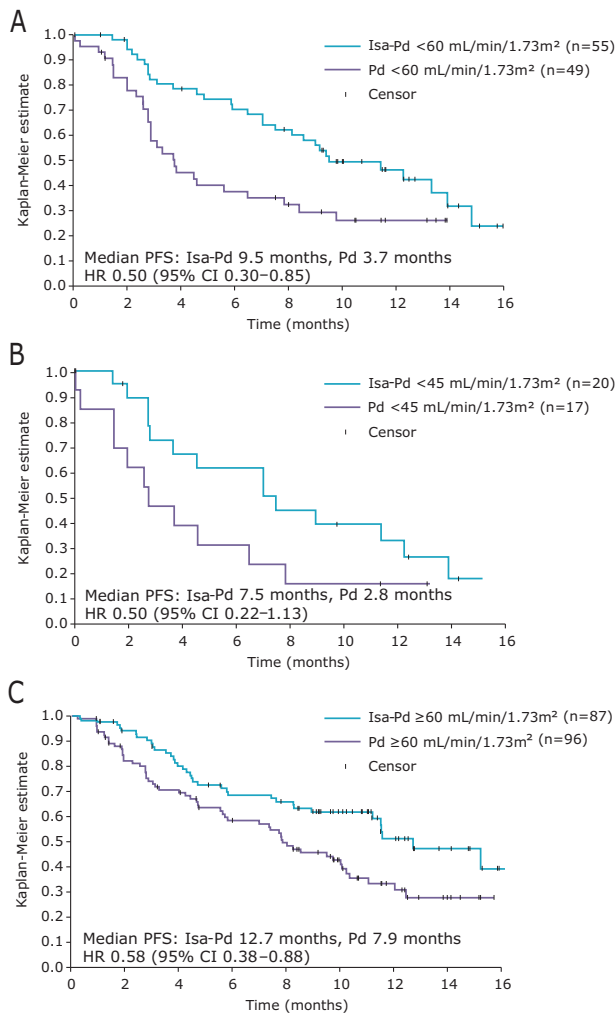 A
1.0
0.9
0.8
0.7
0.6
0.5
0.4
0.3
0.2
0.1
0.0
Kaplan-Meier estimate
Isa-Pd <60 mL/min/1.73m² (n=55)
Pd <60 mL/min/1.73m² (n=49)
Censor
Median PFS: Isa-Pd 9.5 months, Pd 3.7 months
HR 0.50 (95% CI 0.30–0.85)
0 2 4 6 8 10 12 14 16
Time (months)
B
1.0
0.9
0.8
0.7
0.6
0.5
0.4
0.3
0.2
0.1
0.0
Kaplan-Meier estimate
Isa-Pd <45 mL/min/1.73m² (n=20)
Pd <45 mL/min/1.73m² (n=17)
Censor
Median PFS: Isa-Pd 7.5 months, Pd 2.8 months
HR 0.50 (95% CI 0.22–1.13)
0 2 4 6 8 10 12 14 16
Time (months)
C
1.0
0.9
0.8
0.7
0.6
0.5
0.4
0.3
0.2
0.1
0.0
Kaplan-Meier estimate
Isa-Pd ≥60 mL/min/1.73m² (n=87)
Pd ≥60 mL/min/1.73m² (n=96)
Censor
Median PFS: Isa-Pd 12.7 months, Pd 7.9 months
HR 0.58 (95% CI 0.38–0.88)
0 2 4 6 8 10 12 14 16
Time (months)